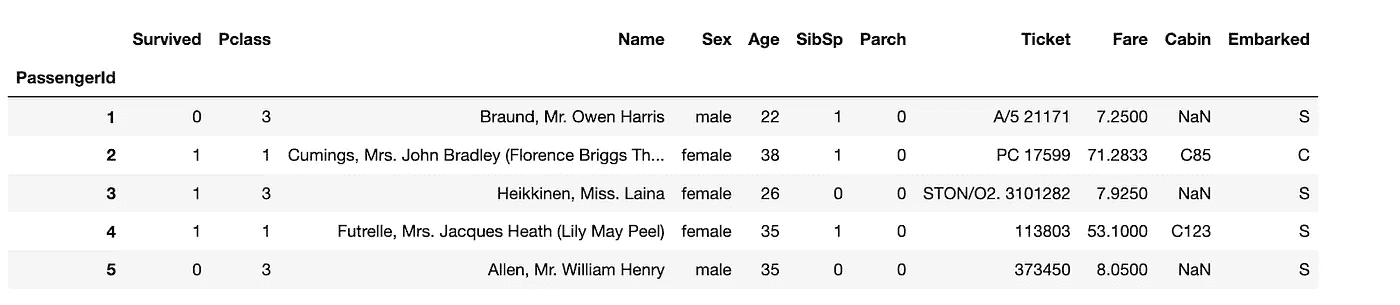 Survived Pclass Name Sex Age SibSp Parch Ticket Fare Cabin Embarked
PassengerId
1 0 3 Braund, Mr. Owen Harris male 22 1 0 A/5 21171 7.2500 NaN S
2 1 1 Cumings, Mrs. John Bradley (Florence Briggs Th... female 38 1 0 PC 17599 71.2833 C85 C
3 1 3 Heikkinen, Miss. Laina female 26 0 0 STON/O2. 3101282 7.9250 NaN S
4 1 1 Futrelle, Mrs. Jacques Heath (Lily May Peel) female 35 1 0 113803 53.1000 C123 S
5 0 3 Allen, Mr. William Henry male 35 0 0 373450 8.0500 NaN S